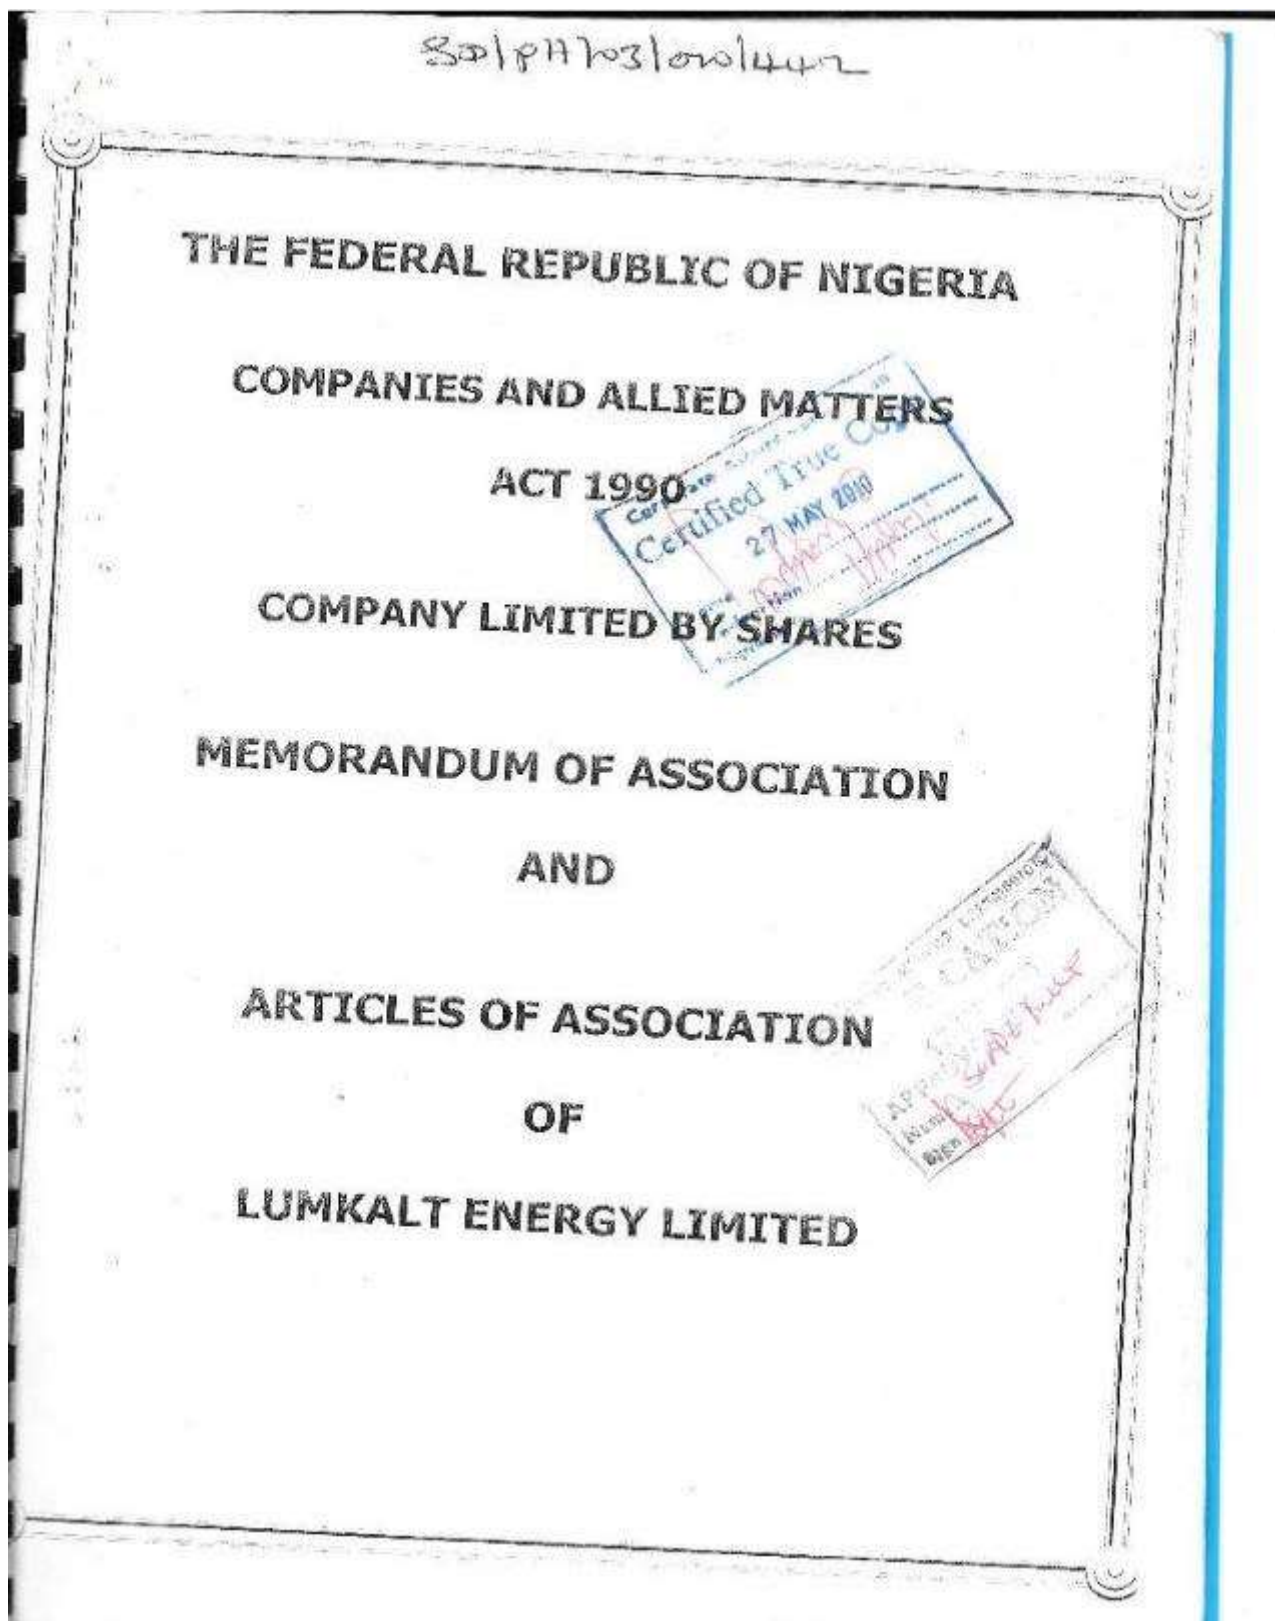 THE FEDERAL REPUBLIC OF NIGERIA
COMPANIES AND ALLIED MATTERS
ACT 1990
Certified True Copy
27 MAY 2010
COMPANY LIMITED BY SHARES
MEMORANDUM OF ASSOCIATION
AND
ARTICLES OF ASSOCIATION
OF
LUMKALT ENERGY LIMITED